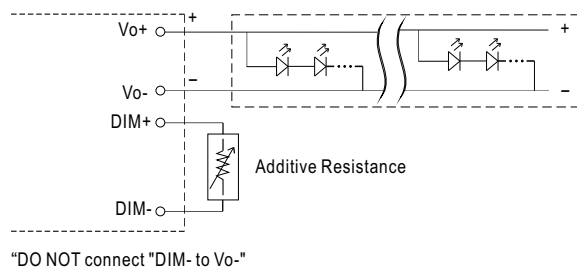 Vo+
+
+
−
Vo-
−
DIM+
Additive Resistance
DIM-
“DO NOT connect "DIM- to Vo-"